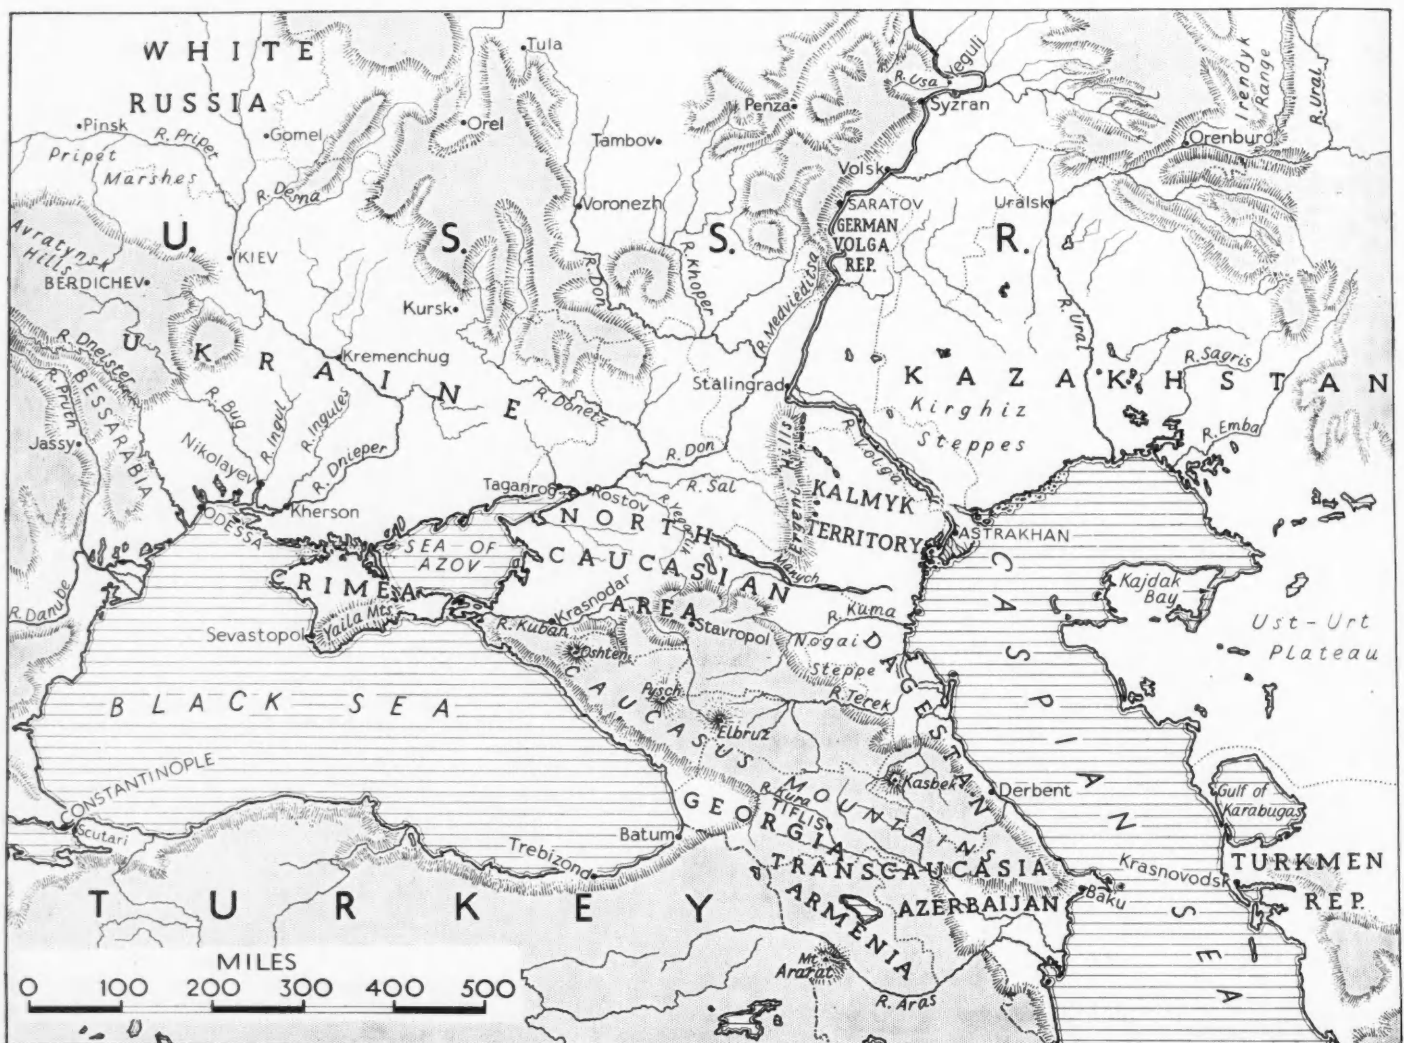 WHITE
RUSSIA
Tula
Orel
Gomel
Pinsk
R. Pripet
Pripet
Marshes
R. Desna
Tambov
Penza
R. Usa
Yeguli
Syzran
Irendyk
Range
R. Ural
Orenburg
Volsk
SARATOV
Uralsk
Voronezh
GERMAN
VOLGA
REP.
U. S. S. R.
Avratynsk
Hills
BERDICHEV
KIEV
Kursk
R. Don
R. Khoper
R. Medvieditsa
R. Ural
R. Sagris
R. Emba
UKRAINE
Kremenchug
R. Dneister
R. Pruth
BESSARABIA
Jassy
R. Bug
R. Ingul
R. Ingules
R. Dnieper
Nikolayev
Kherson
ODESSA
R. Donetz
Stalingrad
KAZAKHSTAN
Kirghiz
Steppes
R. Volga
R. Don
R. Sal
Taganrog
Rostov
Ergani Hills
KALMYK
TERRITORY
ASTRAKHAN
NORTH
CAUCASIAN
AREA
SEA OF
AZOV
CRIMEA
Yaila Mts.
Sevastopol
R. Danube
Krasnodar
R. Kuban
Stavropol
R. Kuma
Nogai
Steppe
R. Terek
DAGESTAN
Oshten
Pysch
Elbruz
Kasbek
CAUCASUS
MOUNTAINS
Kajdak
Bay
Ust-Urt
Plateau
CASPIAN
SEA
BLACK SEA
CONSTANTINOPLE
Scutari
Trebizond
Batum
GEORGIA
R. Kura
TIFLIS
Derbent
Gulf of
Karabugas
TRANSCAUCASIA
ARMENIA
AZERBAIJAN
Baku
Krasnovodsk
TURKMEN
REP.
TURKEY
Mt.
Ararat
R. Aras
MILES
0 100 200 300 400 500